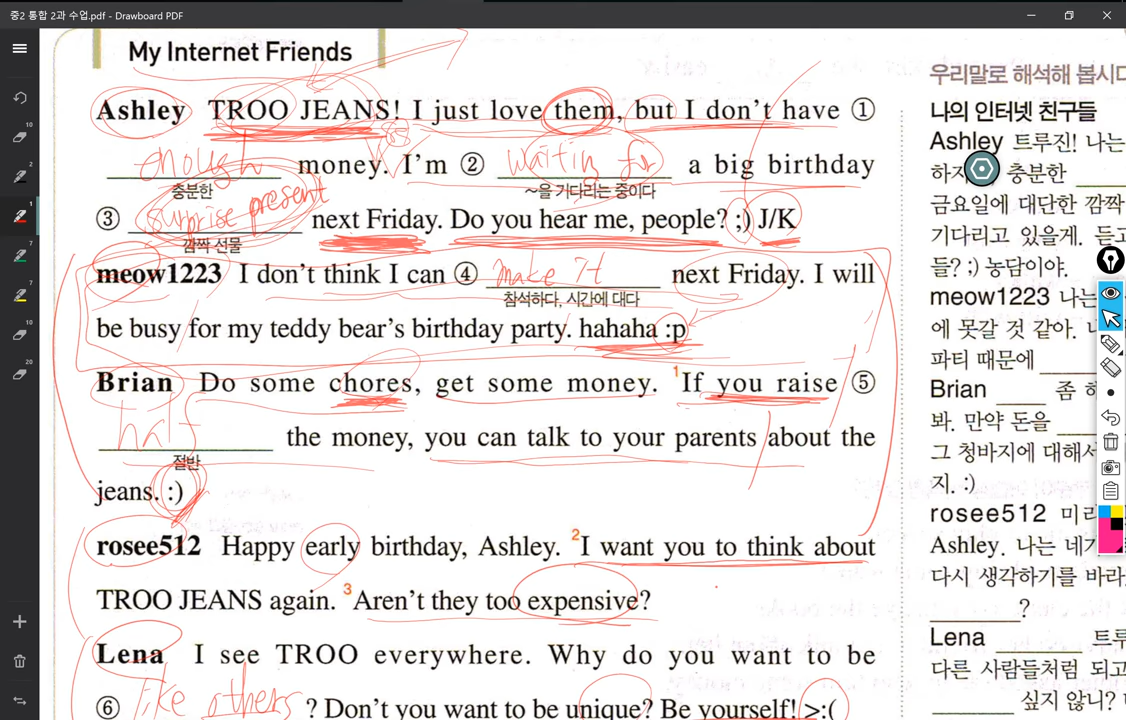 중2 통합 2과 수업.pdf - Drawboard PDF
My Internet Friends
Ashley TROO JEANS! I just love them, but I don't have ①
enough money. I'm ② waiting for a big birthday
충분한 ~을 기다리는 중이다
③ surprise present next Friday. Do you hear me, people? ;) J/K
깜짝 선물
meow1223 I don't think I can ④ make it next Friday. I will
참석하다, 시간에 대다
be busy for my teddy bear's birthday party. hahaha :p
Brian Do some chores, get some money. 1If you raise ⑤
half the money, you can talk to your parents about the
절반
jeans. :)
rosee512 Happy early birthday, Ashley. 2I want you to think about
TROO JEANS again. 3Aren't they too expensive?
Lena I see TROO everywhere. Why do you want to be
⑥ like others ? Don't you want to be unique? Be yourself! >:(
우리말로 해석해 봅시다
나의 인터넷 친구들
Ashley 트루진! 나는
하지 충분한
금요일에 대단한 깜짝
기다리고 있을게. 듣고
들? ;) 농담이야.
meow1223 나는
에 못갈 것 같아. 나
파티 때문에
Brian 좀 하
봐. 만약 돈을
그 청바지에 대해서
지. :)
rosee512 미리
Ashley. 나는 네가
다시 생각하기를 바라
?
Lena 트루
다른 사람들처럼 되고
싶지 않니?
10
2
1
7
7
10
20